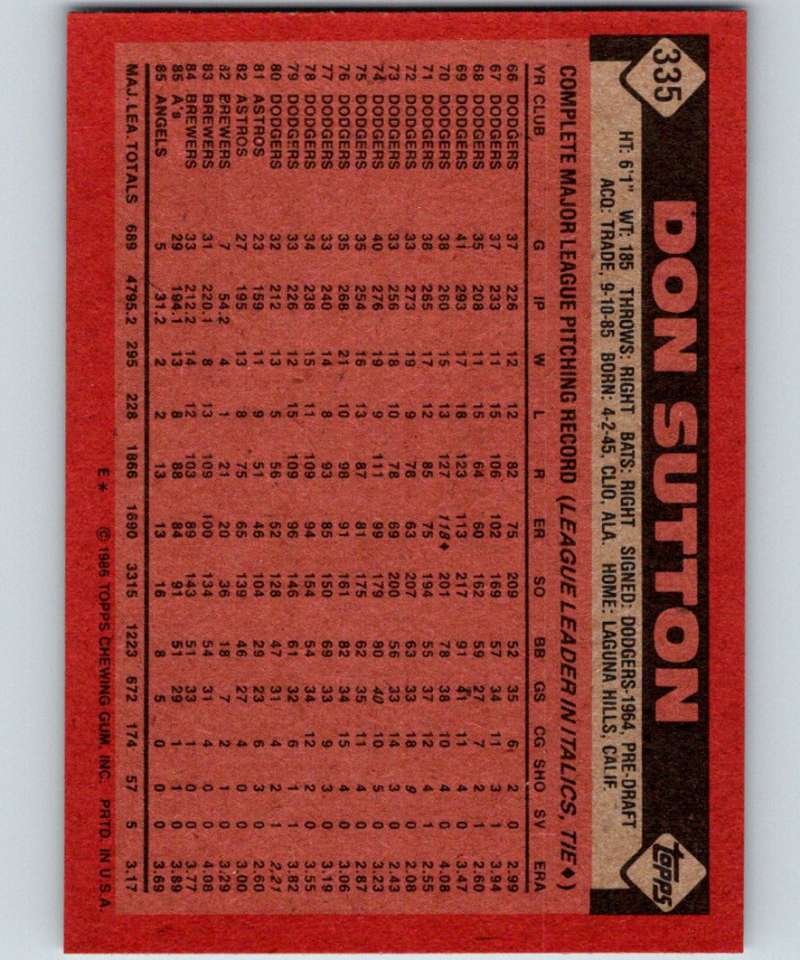 335 DON SUTTON topps
HT: 6'1" WT: 185 THROWS: RIGHT BATS: RIGHT SIGNED: DODGERS-1964, PRE-DRAFT
ACQ: TRADE, 9-10-85 BORN: 4-2-45, CLIO, ALA. HOME: LAGUNA HILLS, CALIF.
COMPLETE MAJOR LEAGUE PITCHING RECORD (LEAGUE LEADER IN ITALICS, TIE♦)
YR CLUB G IP W L R ER SO BB GS CG SHO SV ERA
66 DODGERS 37 226 12 12 82 75 209 52 35 6 2 0 2.99
67 DODGERS 37 233 11 15 106 102 169 57 34 11 3 1 3.94
68 DODGERS 35 208 11 15 64 60 162 59 27 7 2 1 2.60
69 DODGERS 41 293 17 18 123 113 217 91 41 11 4 0 3.47
70 DODGERS 38 260 15 13 127 118♦ 201 78 38 10 4 0 4.08
71 DODGERS 38 265 17 12 85 75 194 55 37 12 4 1 2.55
72 DODGERS 33 273 19 9 78 63 207 63 33 18 9 0 2.08
73 DODGERS 33 256 18 10 78 69 200 56 33 14 3 0 2.43
74 DODGERS 40 276 19 9 111 99 179 80 40 10 5 0 3.23
75 DODGERS 35 254 16 13 87 81 175 62 35 11 4 0 2.87
76 DODGERS 35 268 21 10 98 91 161 82 34 15 4 0 3.06
77 DODGERS 33 240 14 8 93 85 150 69 33 9 3 0 3.19
78 DODGERS 34 238 15 11 109 94 154 54 34 12 2 0 3.55
79 DODGERS 33 226 12 15 109 96 146 61 32 6 1 1 3.82
80 DODGERS 32 212 13 5 56 52 128 47 31 4 2 1 2.21
81 ASTROS 23 159 11 9 51 46 104 29 23 6 3 0 2.60
82 ASTROS 27 195 13 8 75 65 139 46 27 4 0 0 3.00
82 BREWERS 7 54.2 4 1 21 20 36 18 7 2 1 0 3.29
83 BREWERS 31 220.1 8 13 109 100 134 54 31 4 0 0 4.08
84 BREWERS 33 212.2 14 12 103 89 143 51 33 1 0 0 3.77
85 A's 29 194.1 13 8 88 84 91 51 29 1 1 0 3.89
85 ANGELS 5 31.2 2 2 13 13 16 8 5 0 0 0 3.69
MAJ. LEA. TOTALS 689 4795.2 295 228 1866 1690 3315 1223 672 174 57 5 3.17
E* © 1986 TOPPS CHEWING GUM, INC. PRTD. IN U.S.A.